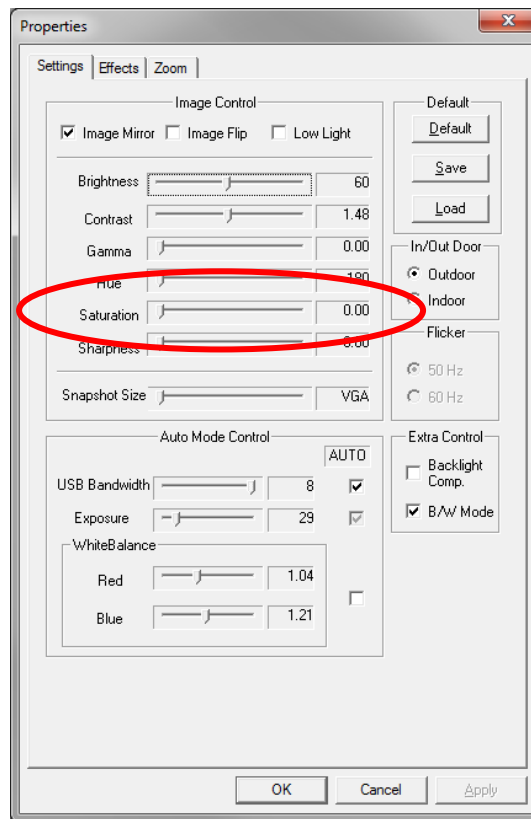 Properties
Settings Effects Zoom
Image Control
Image Mirror Image Flip Low Light
Brightness 60
Contrast 1.48
Gamma 0.00
Hue -180
Saturation 0.00
Sharpness 0.00
Snapshot Size VGA
Default
Default
Save
Load
In/Out Door
Outdoor
Indoor
Flicker
50 Hz
60 Hz
Auto Mode Control
AUTO
USB Bandwidth 8
Exposure 29
WhiteBalance
Red 1.04
Blue 1.21
Extra Control
Backlight
Comp.
B/W Mode
OK Cancel Apply